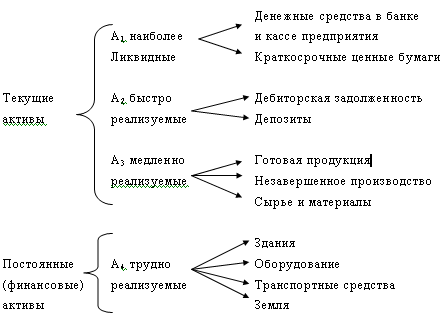 Текущие
активы
А1, наиболее
Ликвидные
Денежные средства в банке
и кассе предприятия
Краткосрочные ценные бумаги
А2, быстро
реализуемые
Дебиторская задолженность
Депозиты
А3 медленно
реализуемые
Готовая продукция
Незавершенное производство
Сырье и материалы
Постоянные
(финансовые)
активы
А4, трудно
реализуемые
Здания
Оборудование
Транспортные средства
Земля